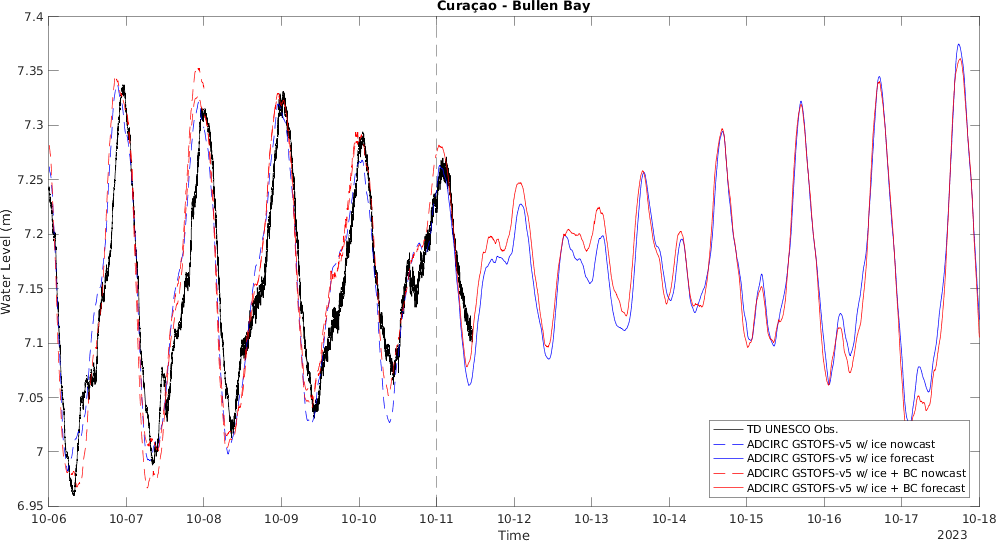 Curaçao - Bullen Bay
7.4
7.35
7.3
7.25
7.2
7.15
7.1
7.05
7
6.95
Water Level (m)
10-06 10-07 10-08 10-09 10-10 10-11 10-12 10-13 10-14 10-15 10-16 10-17 10-18
Time
2023
TD UNESCO Obs.
ADCIRC GSTOFS-v5 w/ ice nowcast
ADCIRC GSTOFS-v5 w/ ice forecast
ADCIRC GSTOFS-v5 w/ ice + BC nowcast
ADCIRC GSTOFS-v5 w/ ice + BC forecast